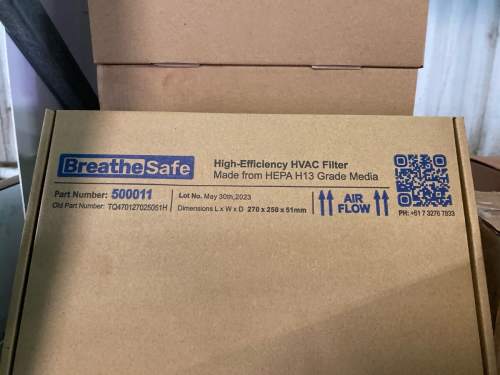 BreatheSafe
High-Efficiency HVAC Filter
Made from HEPA H13 Grade Media
Part Number: 500011
Old Part Number: TQ470127025051H
Lot No. May 30th,2023
Dimensions L x W x D 270 x 250 x 51mm
AIR
FLOW
PH: +61 7 3276 7833